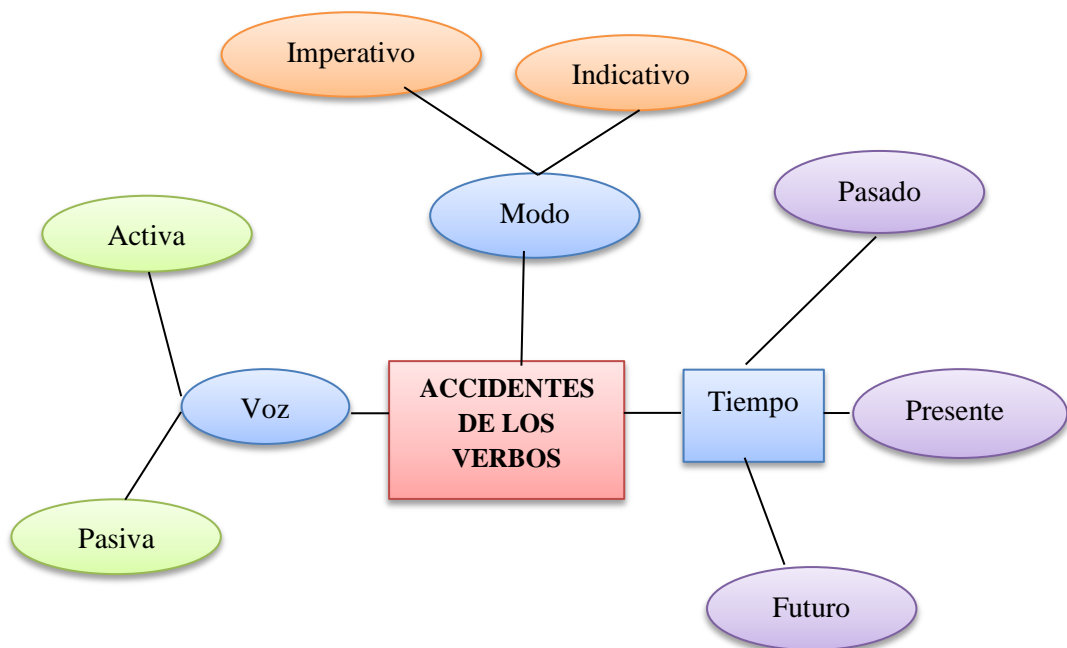 Imperativo
Indicativo
Modo
Pasado
Activa
ACCIDENTES
DE LOS
VERBOS
Voz
Tiempo
Presente
Pasiva
Futuro